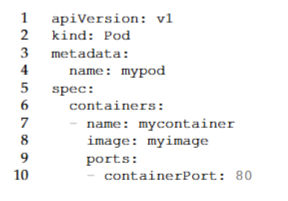 1 apiVersion: v1
2 kind: Pod
3 metadata:
4   name: mypod
5 spec:
6   containers:
7   - name: mycontainer
8     image: myimage
9     ports:
10     - containerPort: 80